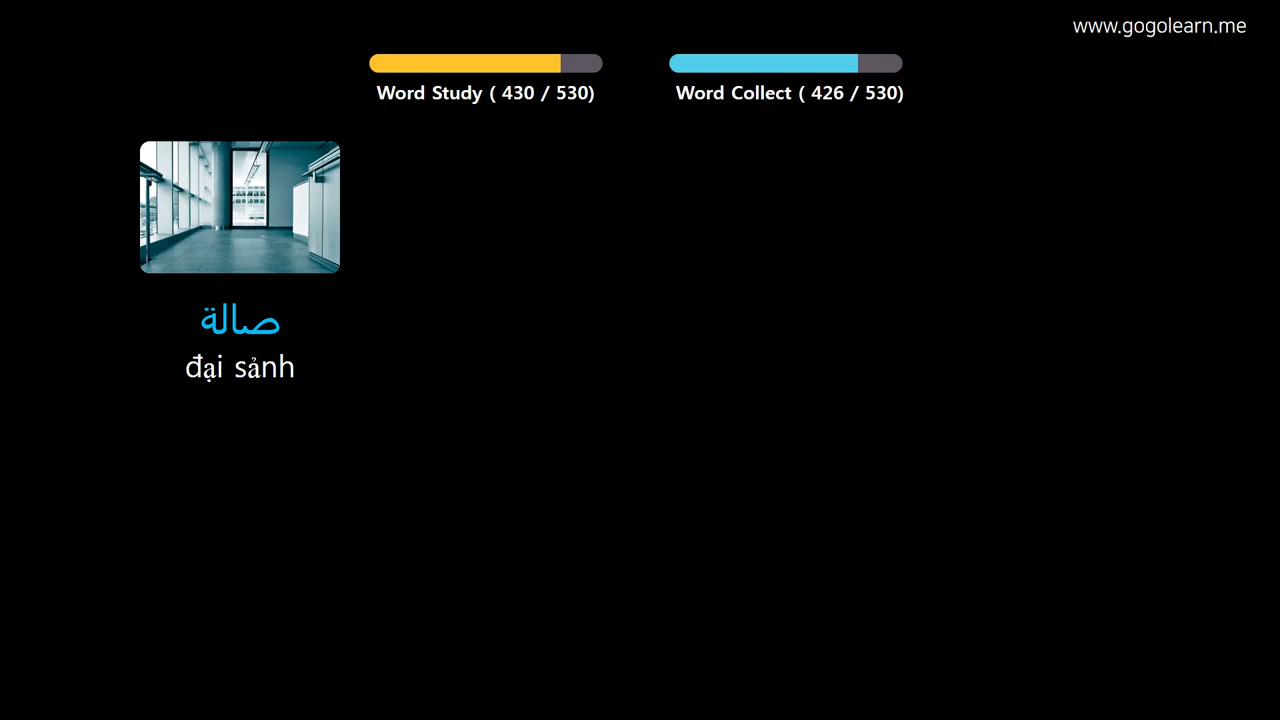 www.gogolearn.me
Word Study ( 430 / 530)
Word Collect ( 426 / 530)
صالة
đại sảnh